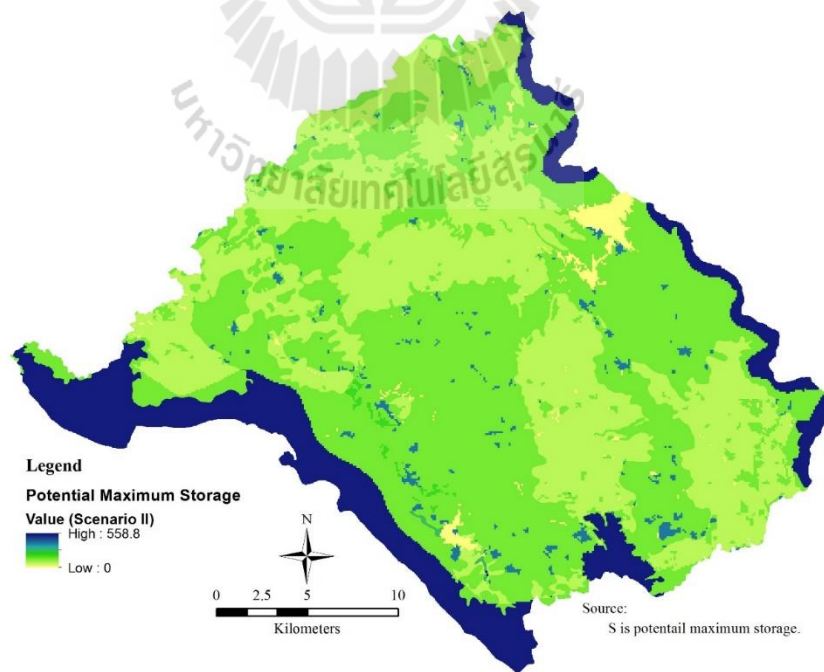 มหาวิทยาลัยเทคโนโลยีสุรนารี
Legend
Potential Maximum Storage
Value (Scenario II)
High : 558.8
Low : 0
N
0 2.5 5 10
Kilometers
Source:
S is potentail maximum storage.